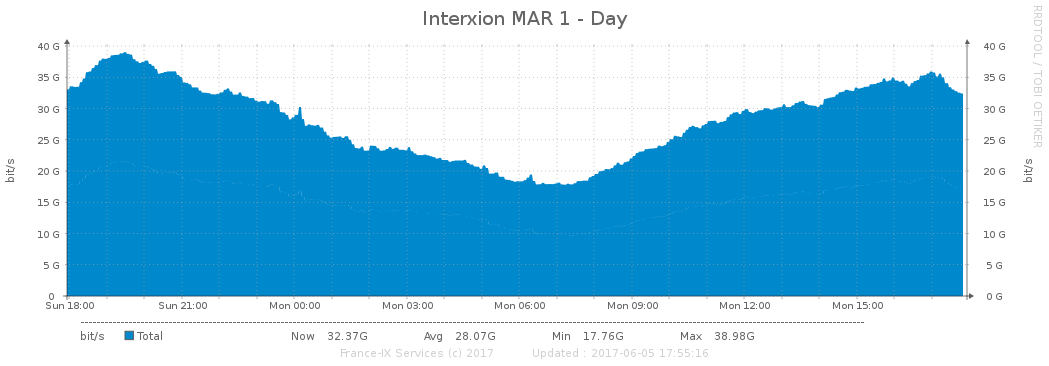 Interxion MAR 1 - Day
RRDTOOL / TOBI OETIKER
bit/s
bit/s
40 G 40 G
35 G 35 G
30 G 30 G
25 G 25 G
20 G 20 G
15 G 15 G
10 G 10 G
5 G 5 G
0 0 G
Sun 18:00 Sun 21:00 Mon 00:00 Mon 03:00 Mon 06:00 Mon 09:00 Mon 12:00 Mon 15:00
bit/s Total Now 32.37G Avg 28.07G Min 17.76G Max 38.98G
France-IX Services (c) 2017 Updated : 2017-06-05 17:55:16